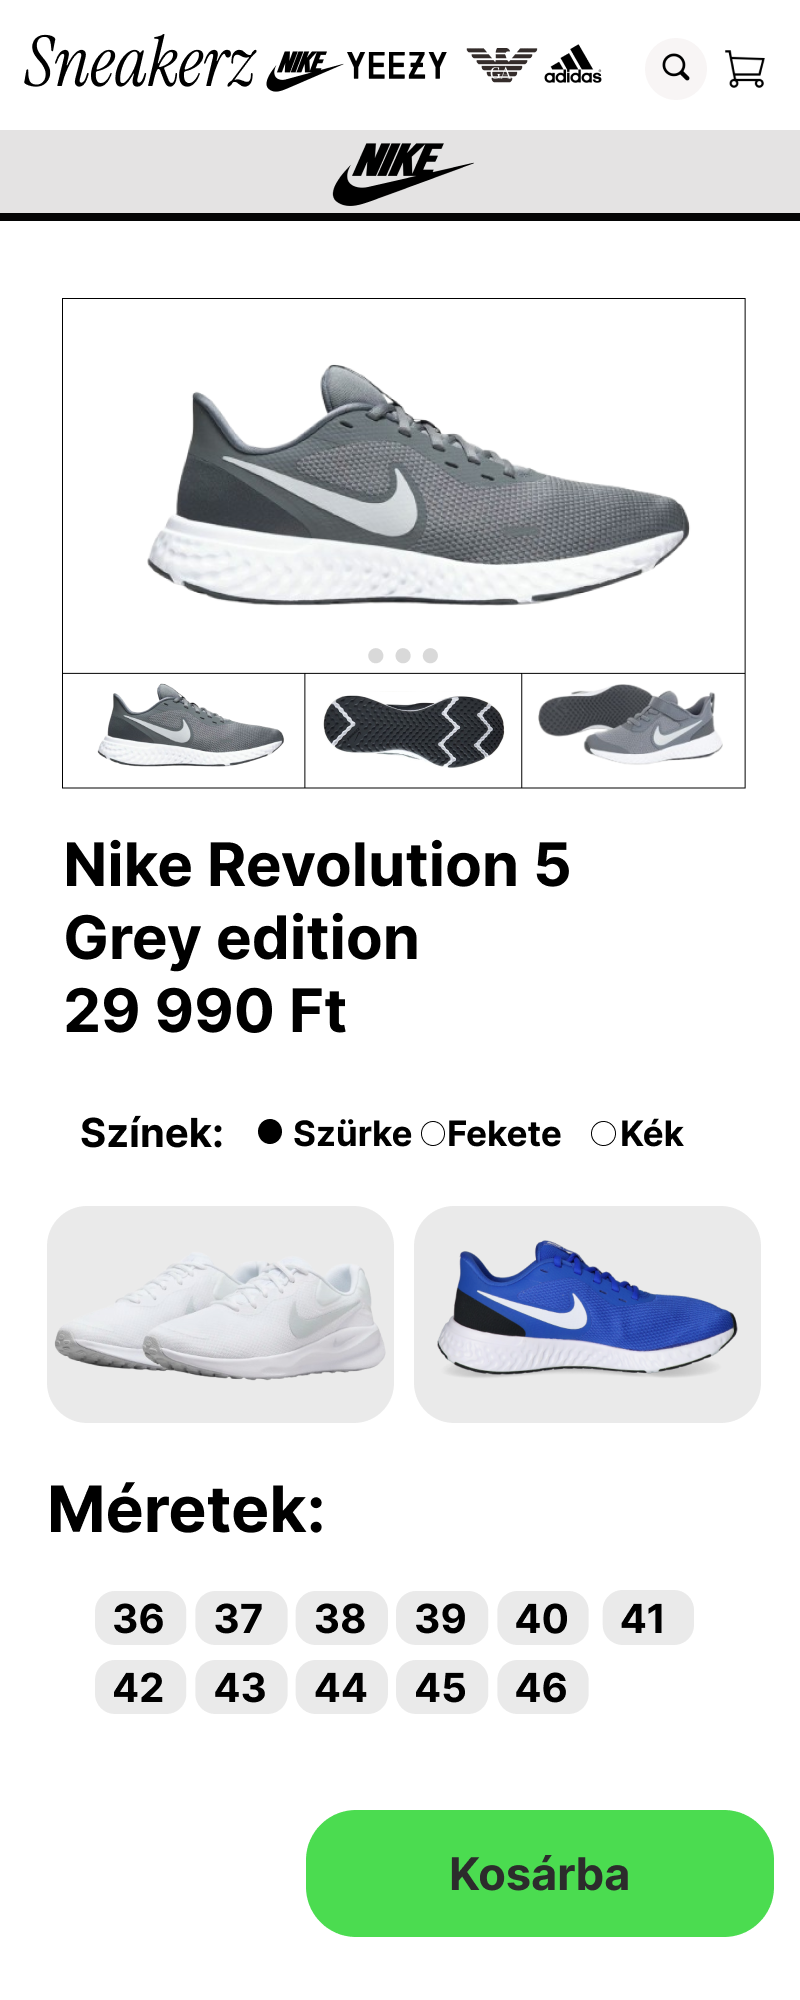 Sneakerz NIKE YEEZY GA adidas
NIKE
Nike Revolution 5
Grey edition
29 990 Ft
Színek: Szürke Fekete Kék
Méretek:
36 37 38 39 40 41
42 43 44 45 46
Kosárba